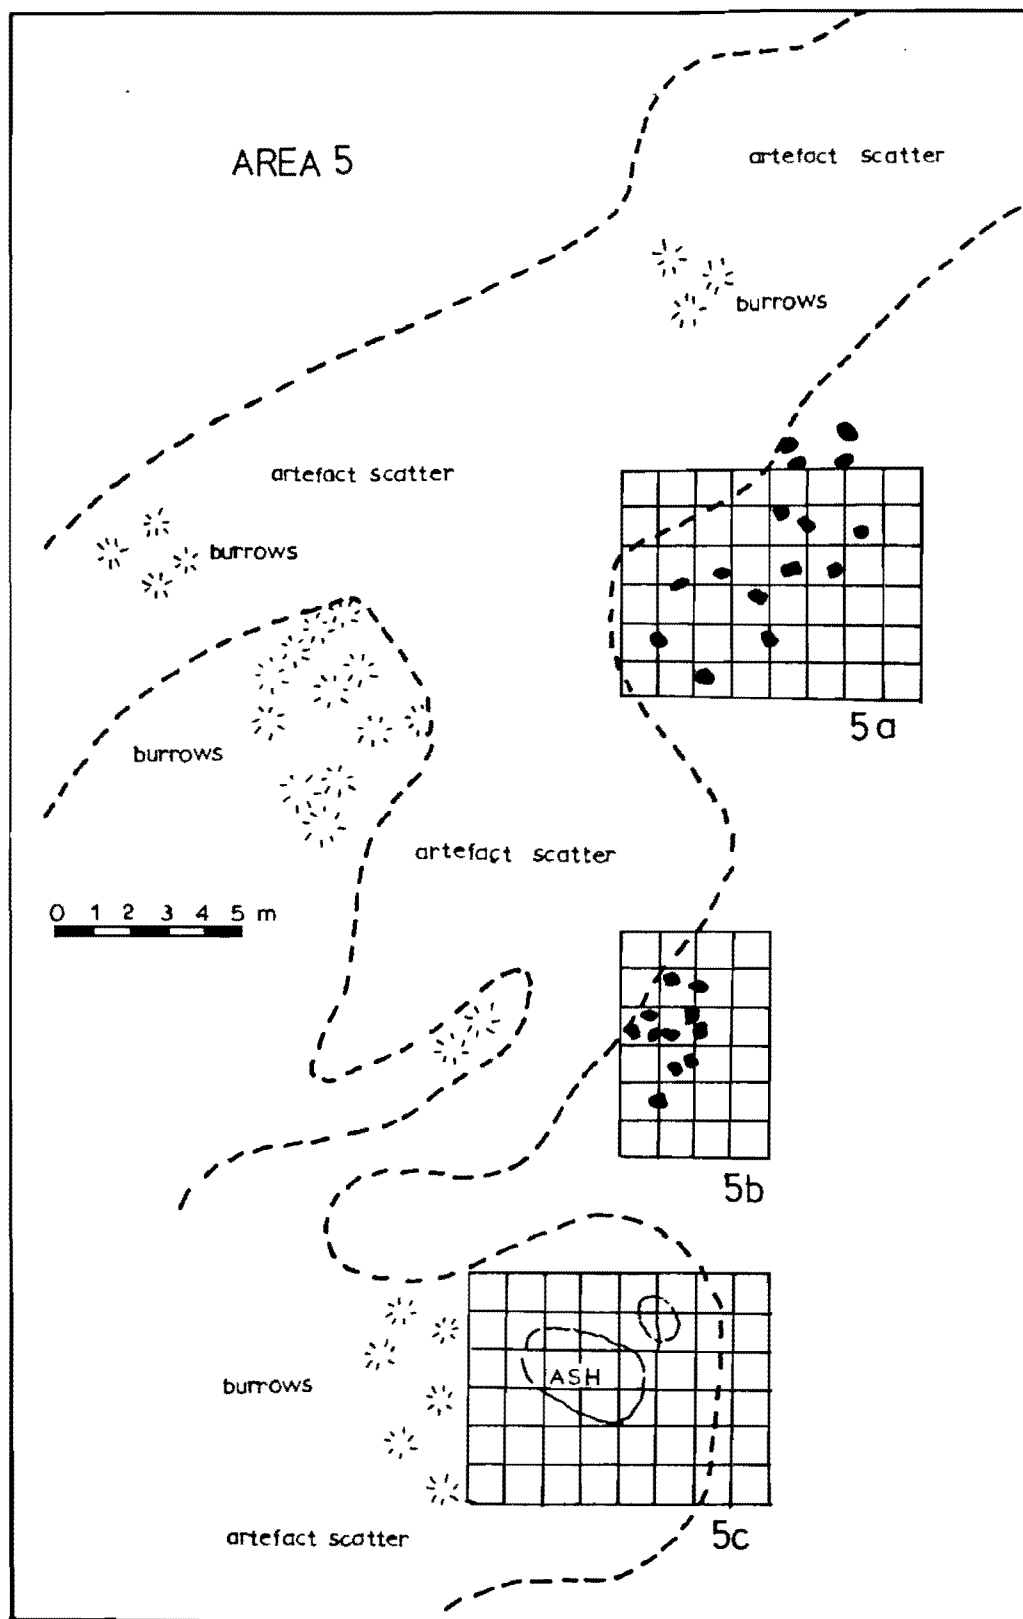 AREA 5
artefact scatter
burrows
artefact scatter
burrows
5a
burrows
artefact scatter
0 1 2 3 4 5 m
5b
ASH
burrows
artefact scatter
5c